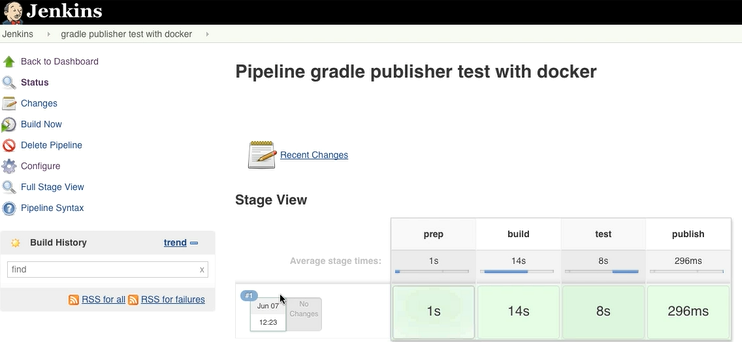 Jenkins
Jenkins gradle publisher test with docker
Back to Dashboard
Status
Changes
Build Now
Delete Pipeline
Configure
Full Stage View
Pipeline Syntax
Build History trend
find x
RSS for all RSS for failures
Pipeline gradle publisher test with docker
Recent Changes
Stage View
prep build test publish
Average stage times: 1s 14s 8s 296ms
#1
Jun 07
12:23
No
Changes
1s 14s 8s 296ms